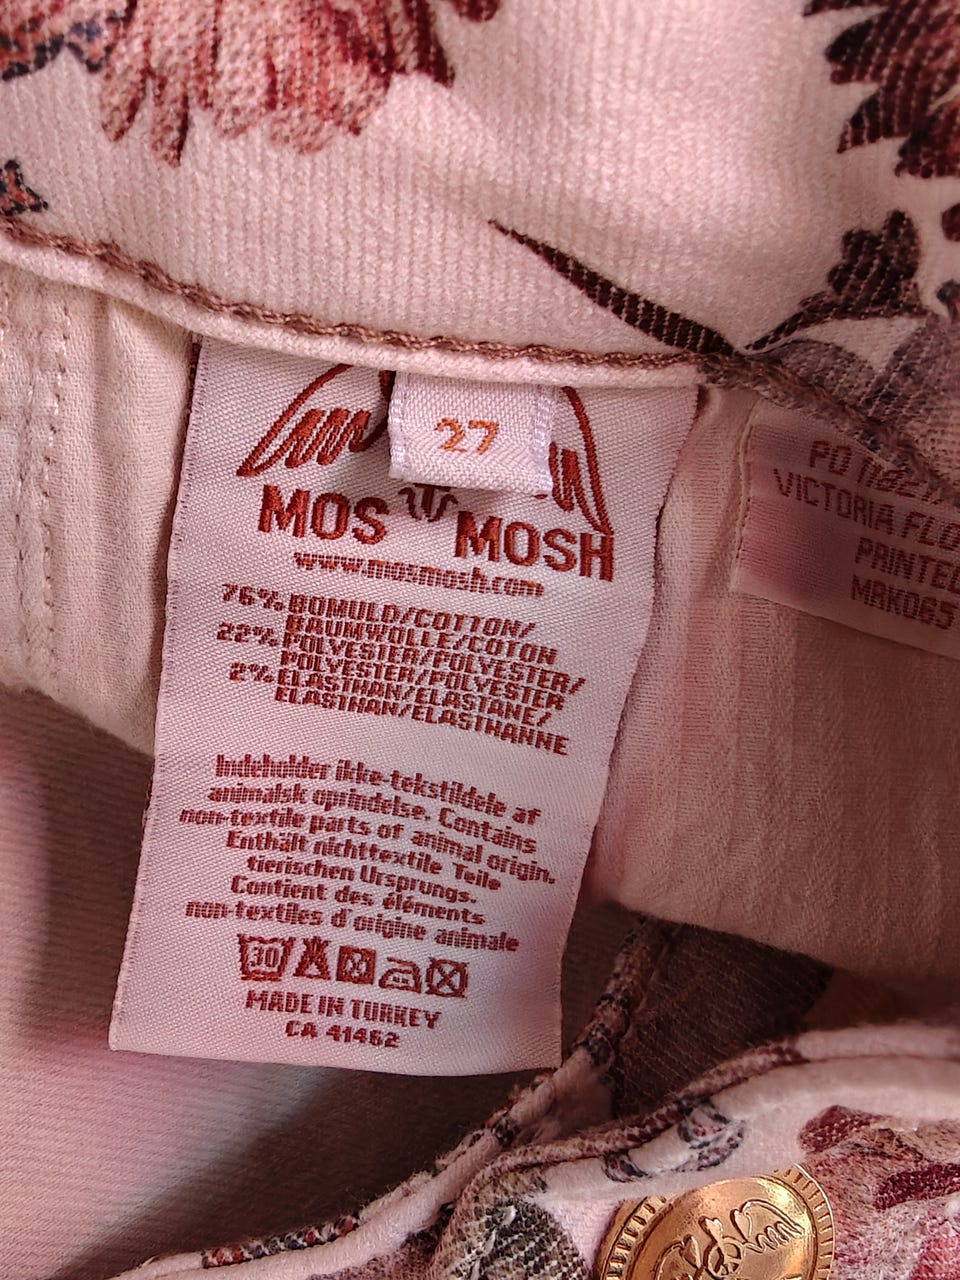 27
MOS MOSH
www.mosmosh.com
76% BOMULD/COTTON/
BAUMWOLLE/COTON
22% POLYESTER/POLYESTER/
POLYESTER/POLYESTER
2% ELASTHAN/ELASTANE/
ELASTHAN/ELASTHANNE
Indeholder ikke-tekstildele af
animalsk oprindelse. Contains
non-textile parts of animal origin.
Enthält nichttextile Teile
tierischen Ursprungs.
Contient des éléments
non-textiles d'origine animale
30
MADE IN TURKEY
CA 41462
PO
VICTORIA FLO
PRINTED
MAK065